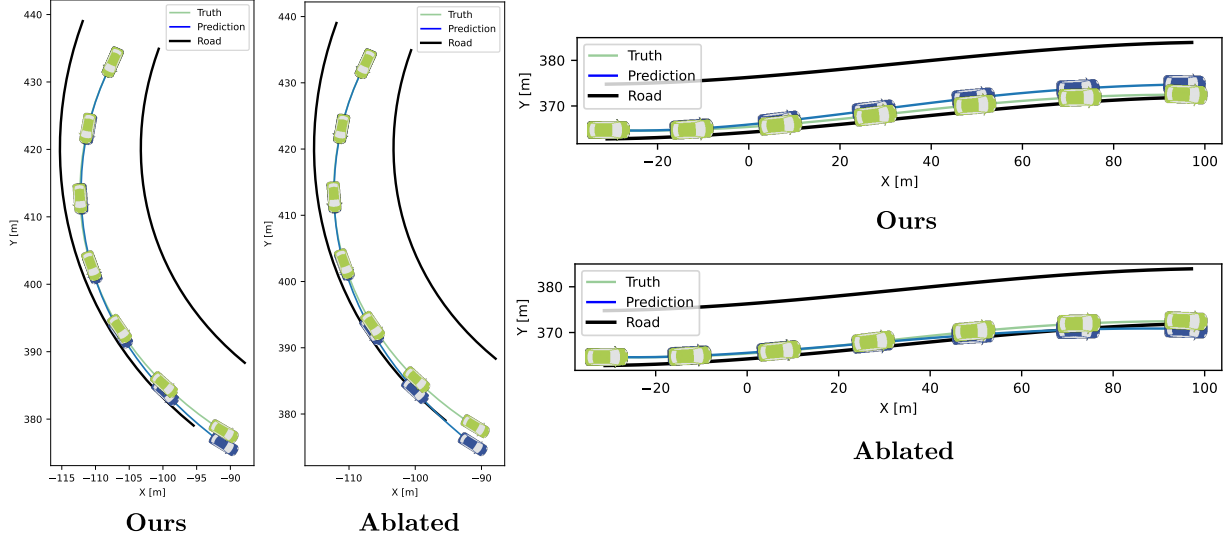 440
430
420
410
400
390
380
Y [m]
Truth
Prediction
Road
−115
−110
−105
−100
−95
−90
X [m]
Ours
440
430
420
410
400
390
380
Y [m]
Truth
Prediction
Road
−110
−100
−90
X [m]
Ablated
380
370
Y [m]
Truth
Prediction
Road
−20
0
20
40
60
80
100
X [m]
Ours
380
370
Y [m]
Truth
Prediction
Road
−20
0
20
40
60
80
100
X [m]
Ablated